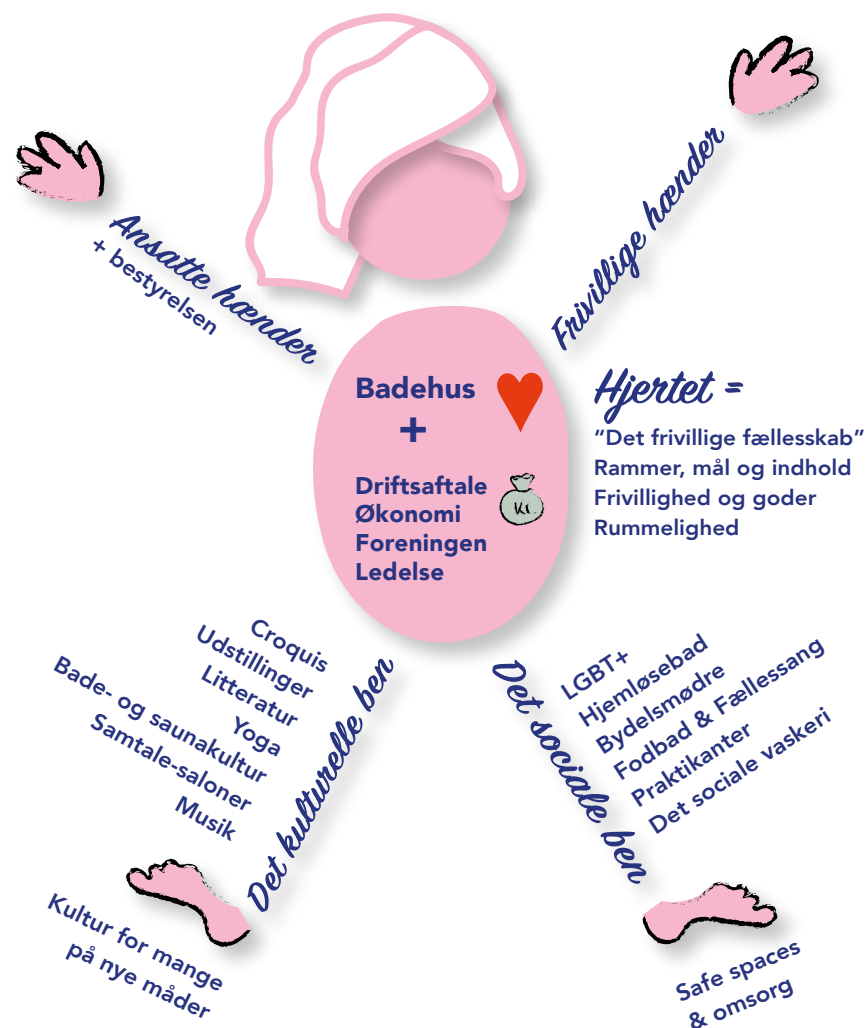 Ansatte hænder
+ bestyrelsen
Frivillige hænder
Badehus
+
Driftsaftale
Økonomi
Foreningen
Ledelse
Kr.
Hjertet =
"Det frivillige fællesskab"
Rammer, mål og indhold
Frivillighed og goder
Rummelighed
Croquis
Udstillinger
Litteratur
Yoga
Bade- og saunakultur
Samtale-saloner
Musik
Det kulturelle ben
Kultur for mange
på nye måder
Det sociale ben
LGBT+
Hjemløsebad
Bydelsmødre
Fodbad & Fællessang
Praktikanter
Det sociale vaskeri
Safe spaces
& omsorg